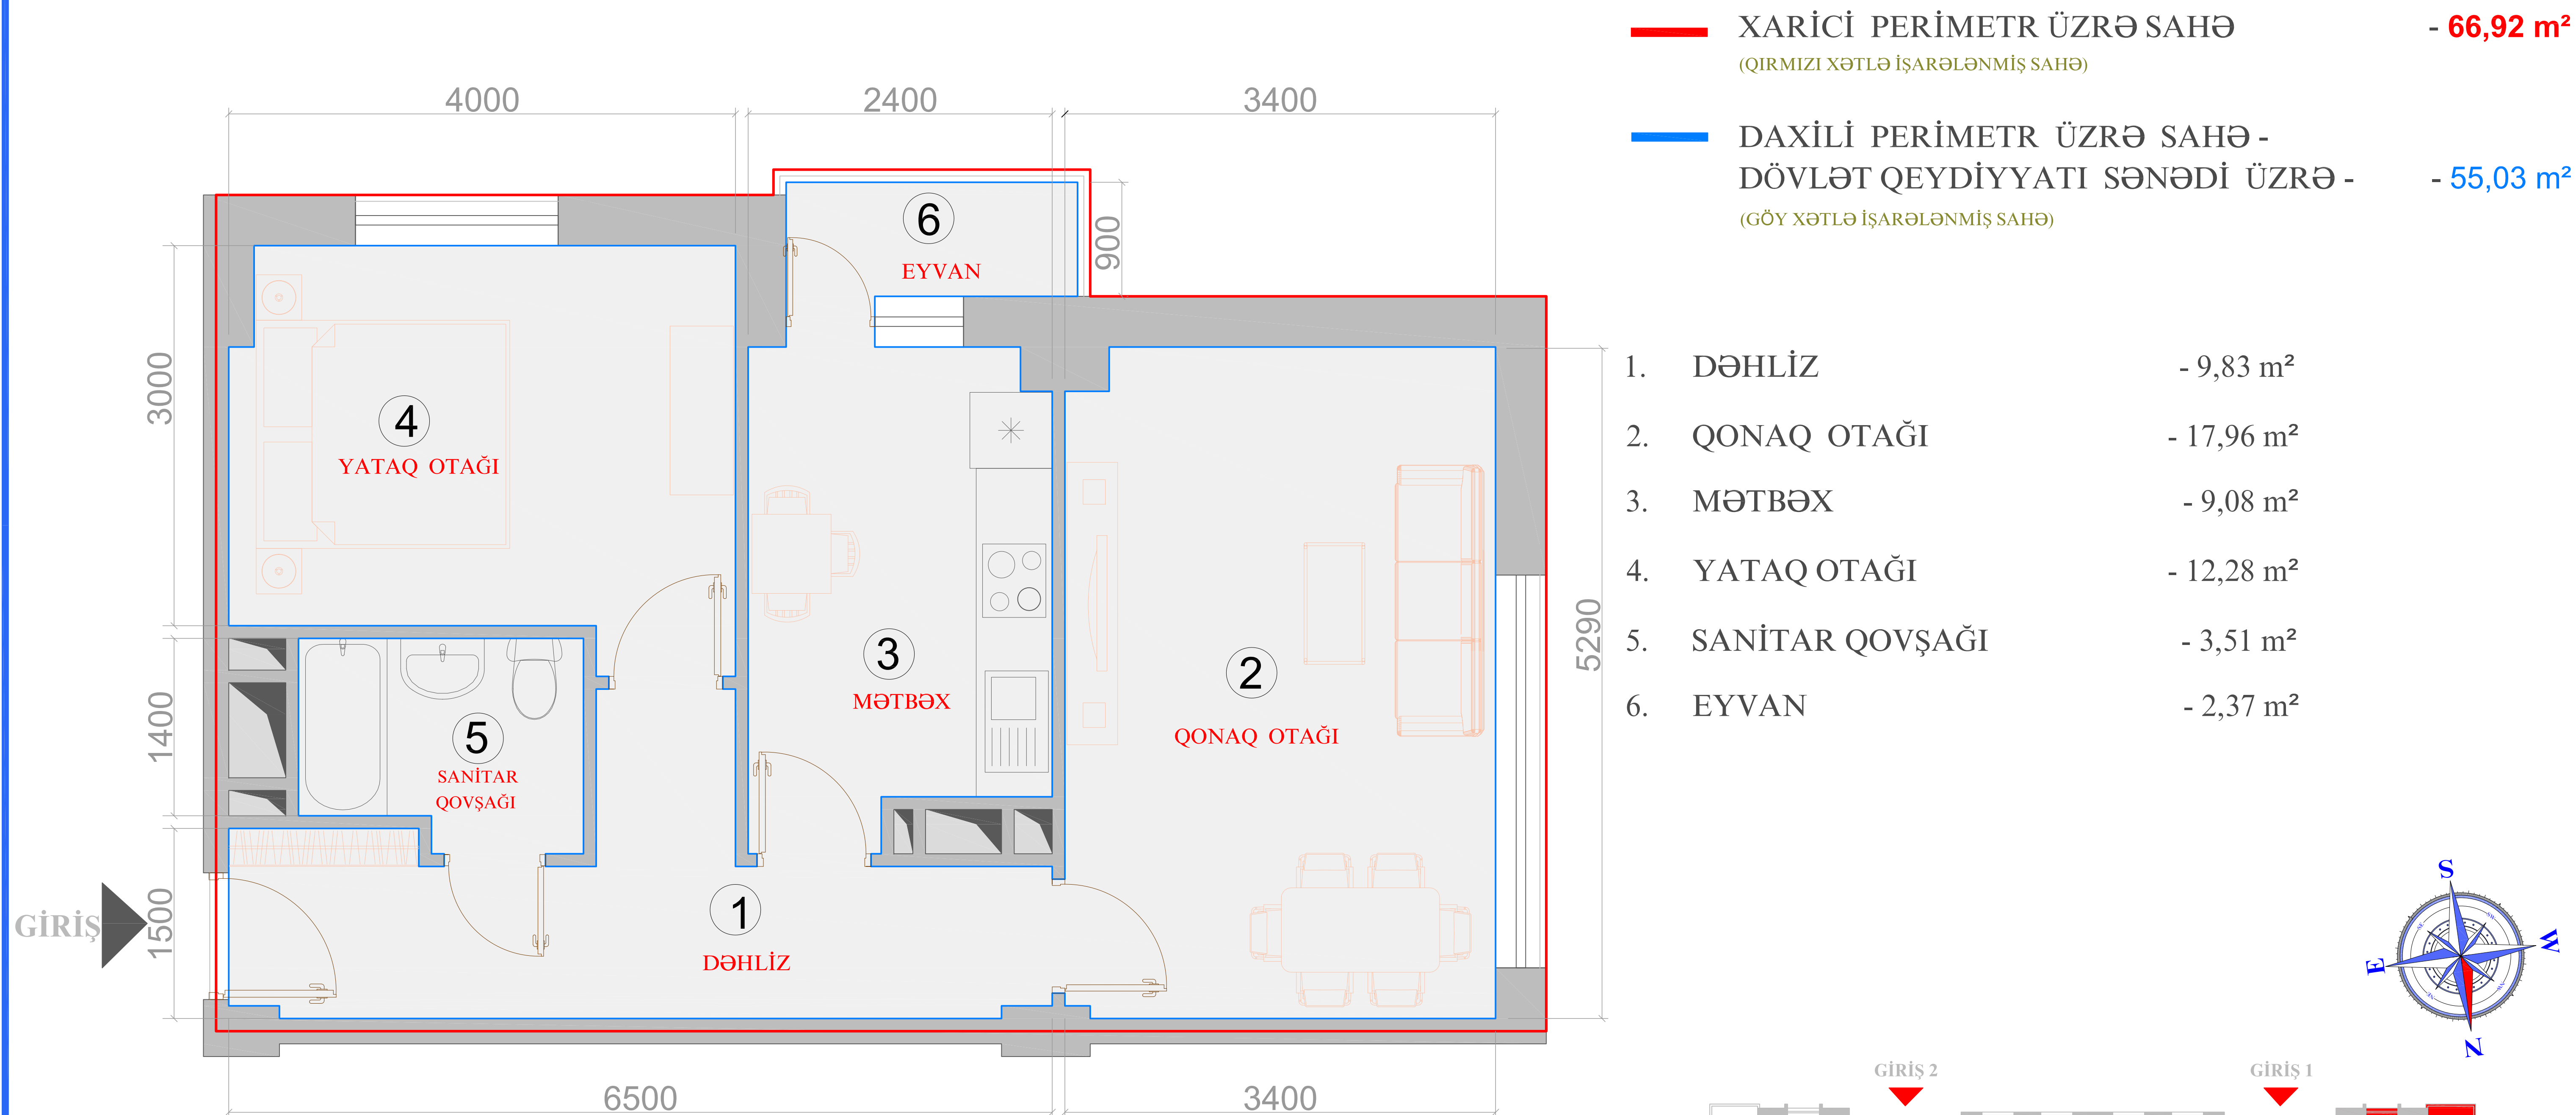 XARİCİ PERİMETR ÜZRƏ SAHƏ - 66,92 m²
(QIRMIZI XƏTLƏ İŞARƏLƏNMİŞ SAHƏ)
DAXİLİ PERİMETR ÜZRƏ SAHƏ -
DÖVLƏT QEYDİYYATI SƏNƏDİ ÜZRƏ - - 55,03 m²
(GÖY XƏTLƏ İŞARƏLƏNMİŞ SAHƏ)
4000
2400
3400
6
EYVAN
900
3000
4
YATAQ OTAĞI
1400
5
SANİTAR
QOVŞAĞI
3
MƏTBƏX
2
QONAQ OTAĞI
5290
GİRİŞ
1500
1
DƏHLİZ
6500
3400
1. DƏHLİZ - 9,83 m²
2. QONAQ OTAĞI - 17,96 m²
3. MƏTBƏX - 9,08 m²
4. YATAQ OTAĞI - 12,28 m²
5. SANİTAR QOVŞAĞI - 3,51 m²
6. EYVAN - 2,37 m²
S
W
E
N
GİRİŞ 2
GİRİŞ 1